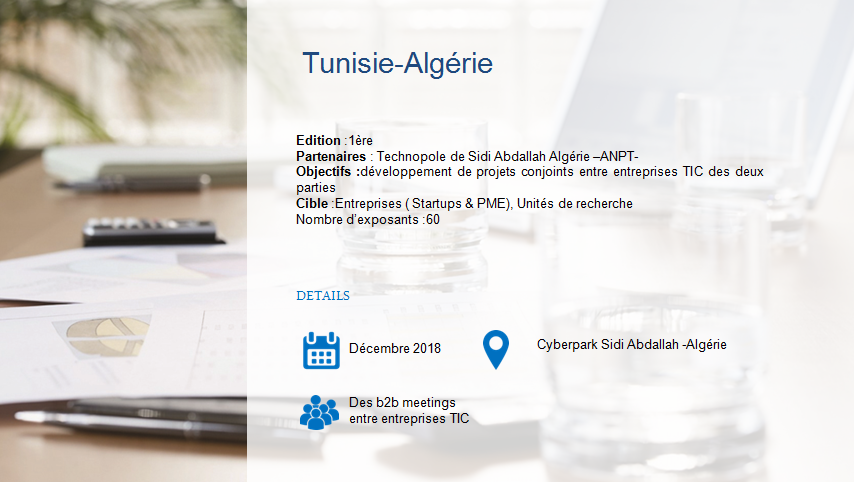 Tunisie-Algérie
Edition :1ère
Partenaires : Technopole de Sidi Abdallah Algérie –ANPT-
Objectifs :développement de projets conjoints entre entreprises TIC des deux
parties
Cible :Entreprises ( Startups & PME), Unités de recherche
Nombre d'exposants :60
DETAILS
Décembre 2018
Cyberpark Sidi Abdallah -Algérie
Des b2b meetings
entre entreprises TIC